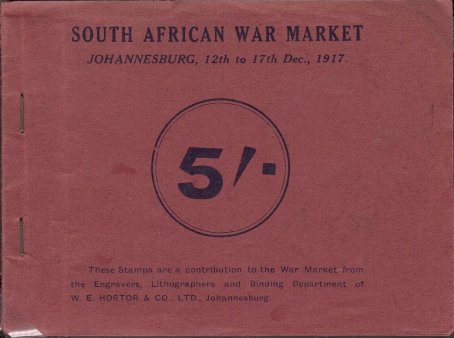 SOUTH AFRICAN WAR MARKET
JOHANNESBURG, 12th to 17th Dec., 1917.
5/-
These Stamps are a contribution to the War Market from
the Engravers, Lithographers and Binding Department of
W. E. HORTOR & CO., LTD., Johannesburg.